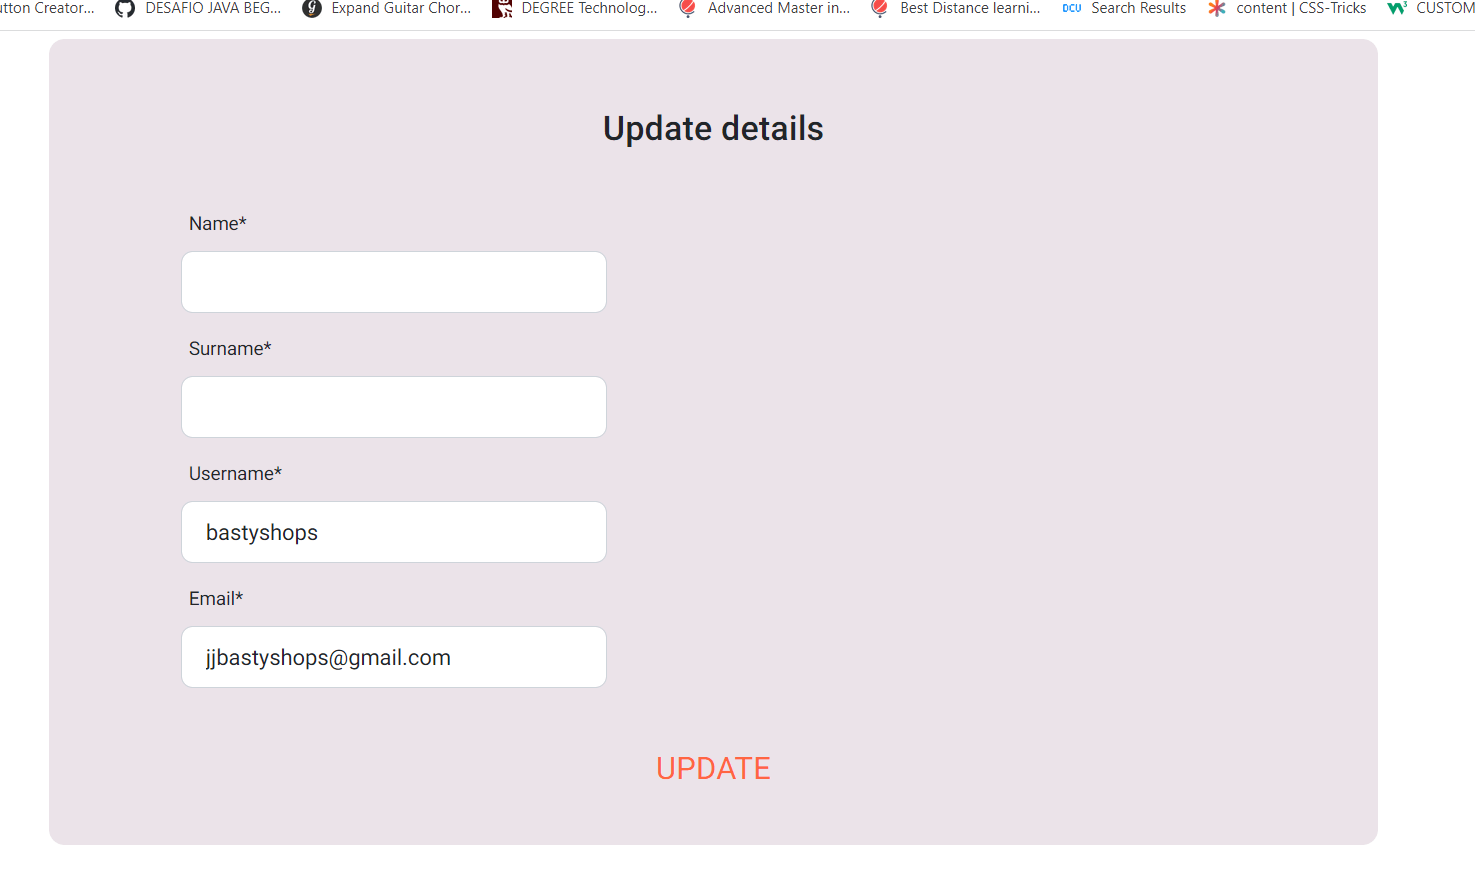 utton Creator... DESAFIO JAVA BEG... Expand Guitar Chor... DEGREE Technolog... Advanced Master in... Best Distance learni... DCU Search Results content | CSS-Tricks CUSTOM
Update details
Name*
Surname*
Username*
bastyshops
Email*
jjbastyshops@gmail.com
UPDATE